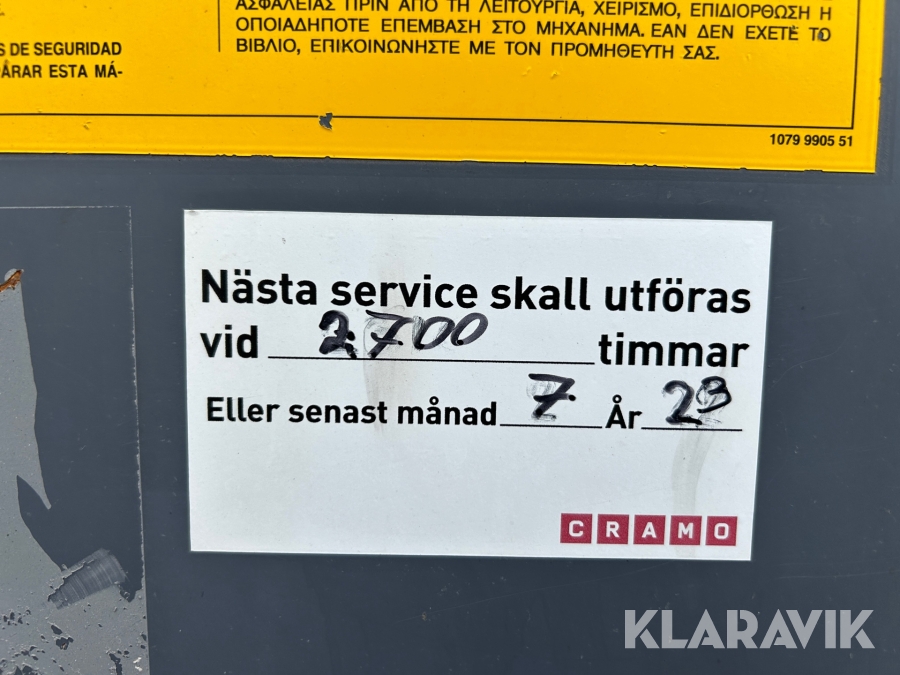 ΑΣΦΑΛΕΙΑΣ ΠΡΙΝ ΑΠΟ ΤΗ ΛΕΙΤΟΥΡΓΙΑ, ΧΕΙΡΙΣΜΟ, ΕΠΙΔΙΟΡΘΩΣΗ Η
ΟΠΟΙΑΔΗΠΟΤΕ ΕΠΕΜΒΑΣΗ ΣΤΟ ΜΗΧΑΝΗΜΑ. ΕΑΝ ΔΕΝ ΕΧΕΤΕ ΤΟ
ΒΙΒΛΙΟ, ΕΠΙΚΟΙΝΩΝΗΣΤΕ ΜΕ ΤΟΝ ΠΡΟΜΗΘΕΥΤΗ ΣΑΣ.
S DE SEGURIDAD
PARAR ESTA MÁ-
1079 9905 51
Nästa service skall utföras
vid 2700 timmar
Eller senast månad 7 År 23
CRAMO
KLARAVIK